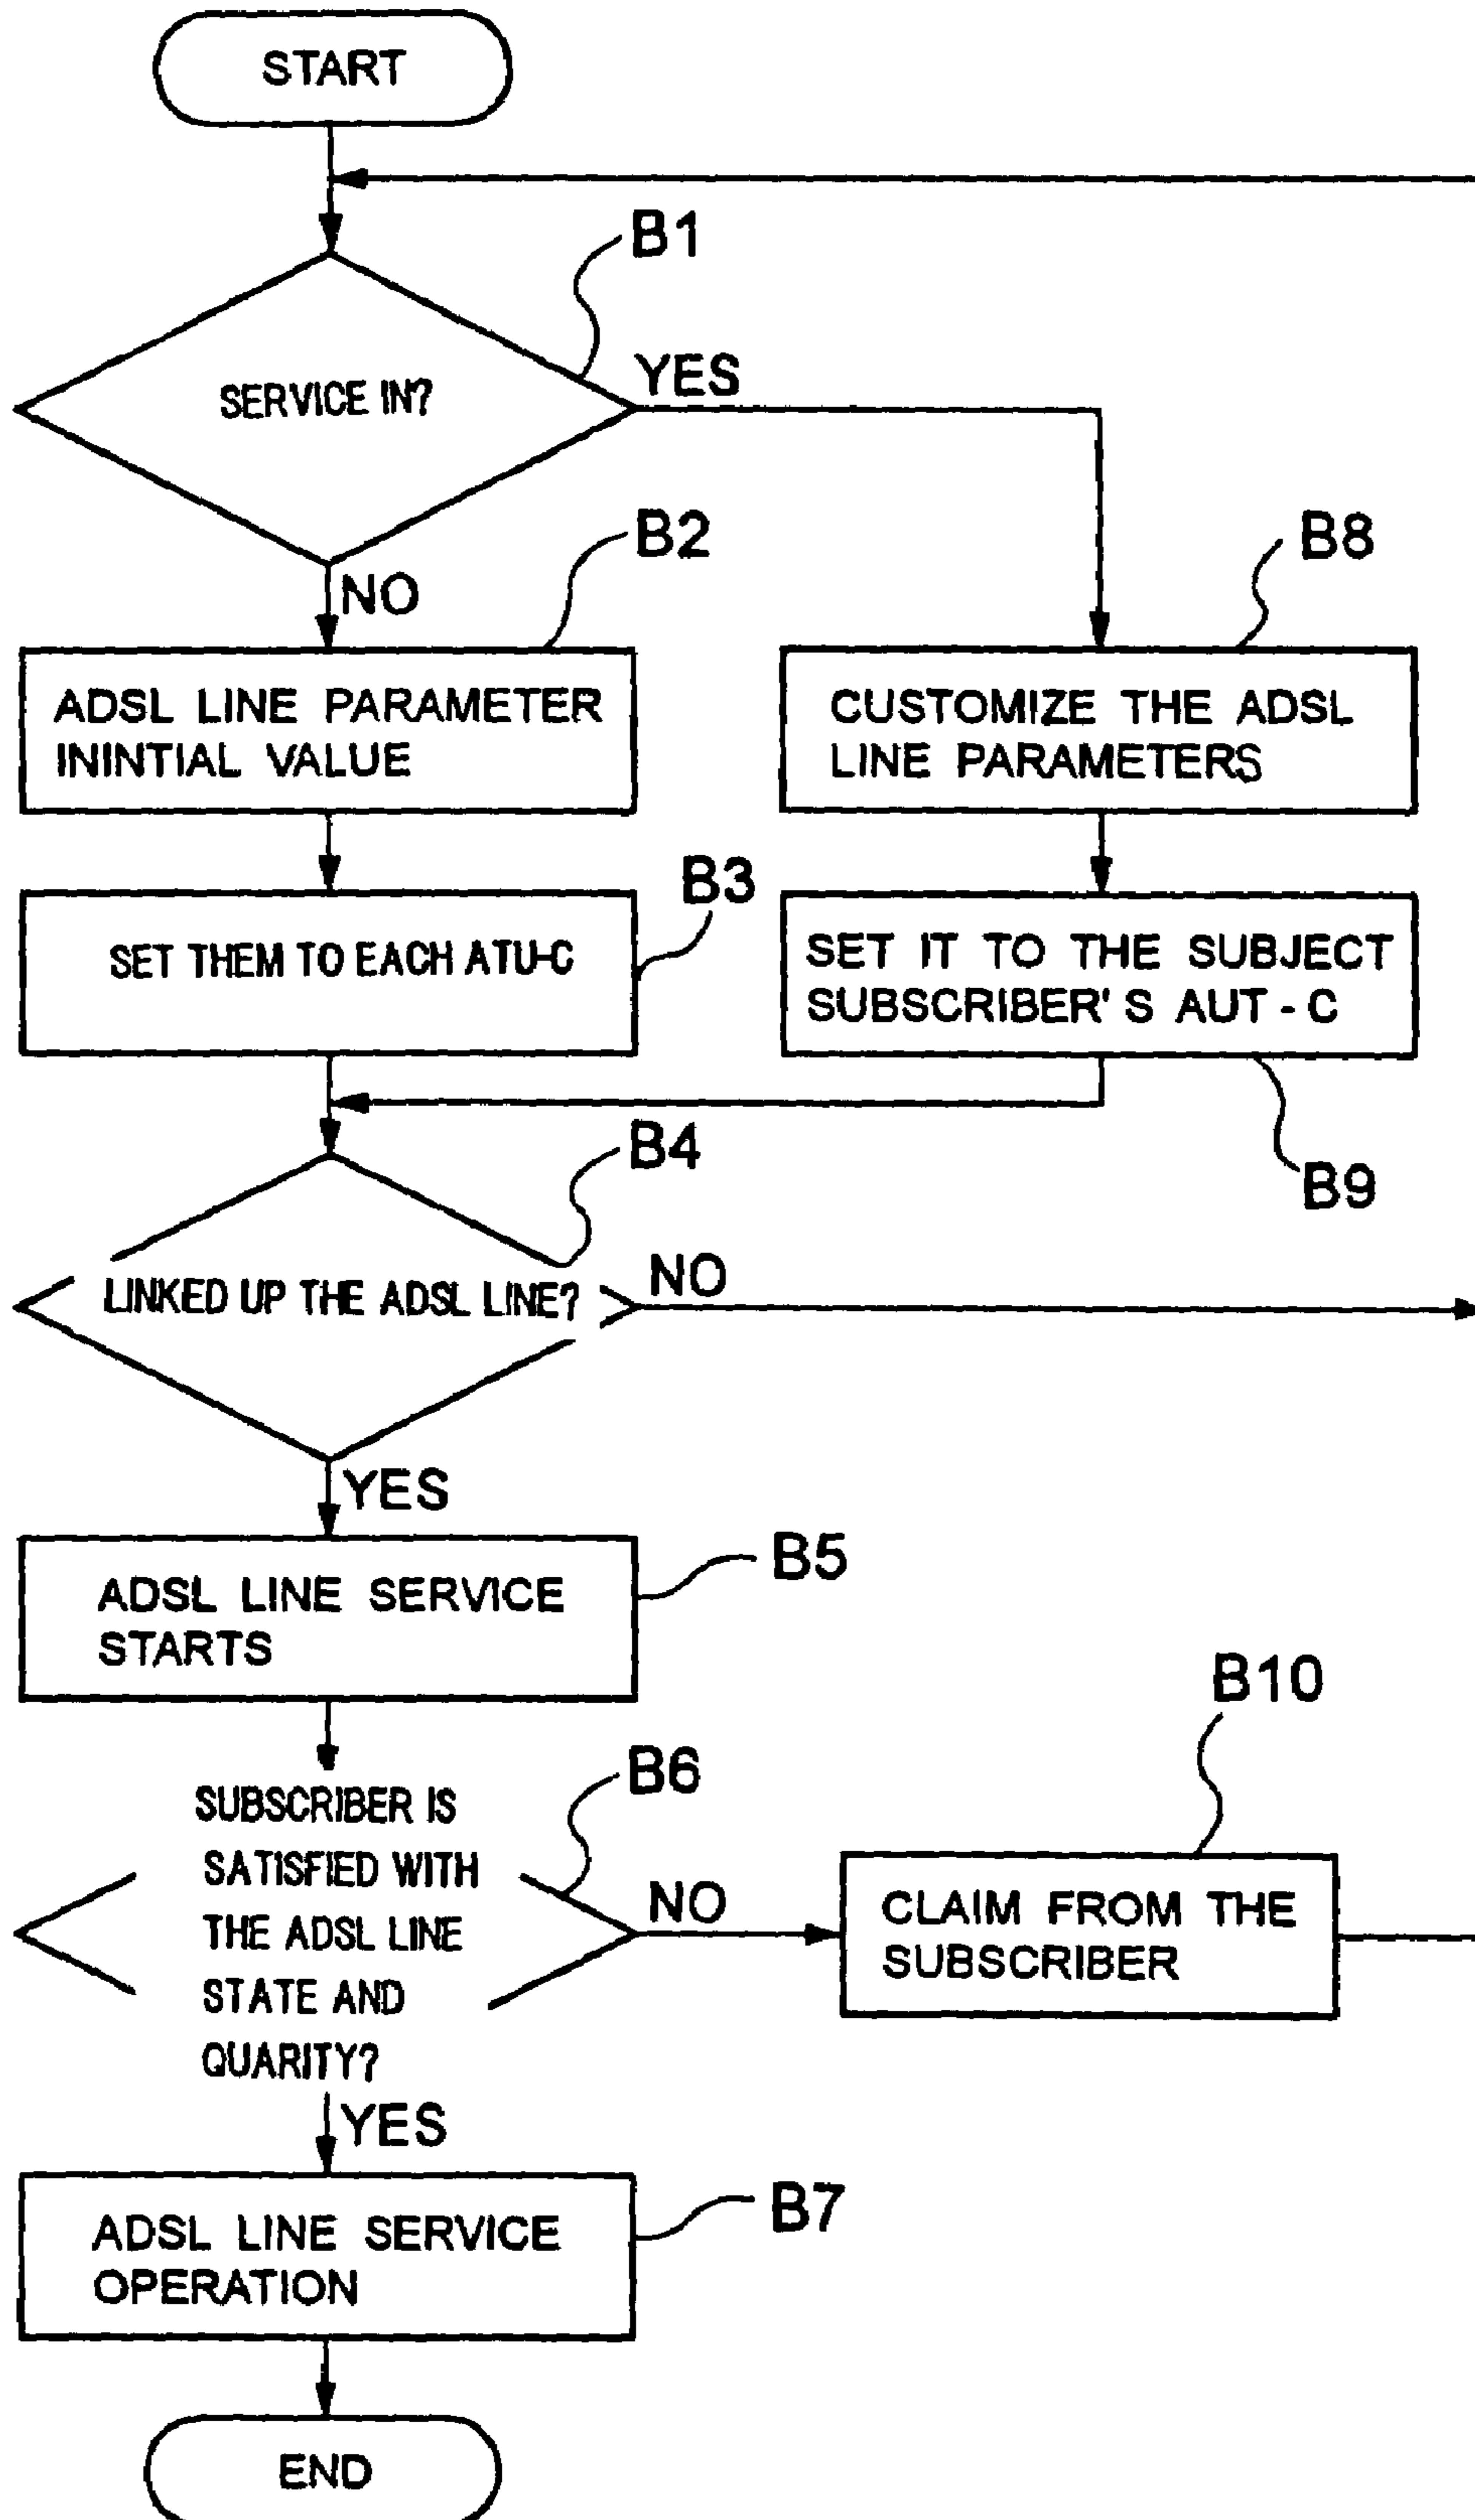 START
B1
YES
SERVICE IN?
B2
B8
NO
ADSL LINE PARAMETER
ININTIAL VALUE
CUSTOMIZE THE ADSL
LINE PARAMETERS
B3
SET THEM TO EACH ATU-C
SET IT TO THE SUBJECT
SUBSCRIBER'S AUT - C
B4
B9
NO
LINKED UP THE ADSL LINE?
YES
B5
ADSL LINE SERVICE
STARTS
B10
B6
SUBSCRIBER IS
SATISFIED WITH
THE ADSL LINE
STATE AND
QUARITY?
NO
CLAIM FROM THE
SUBSCRIBER
YES
B7
ADSL LINE SERVICE
OPERATION
END